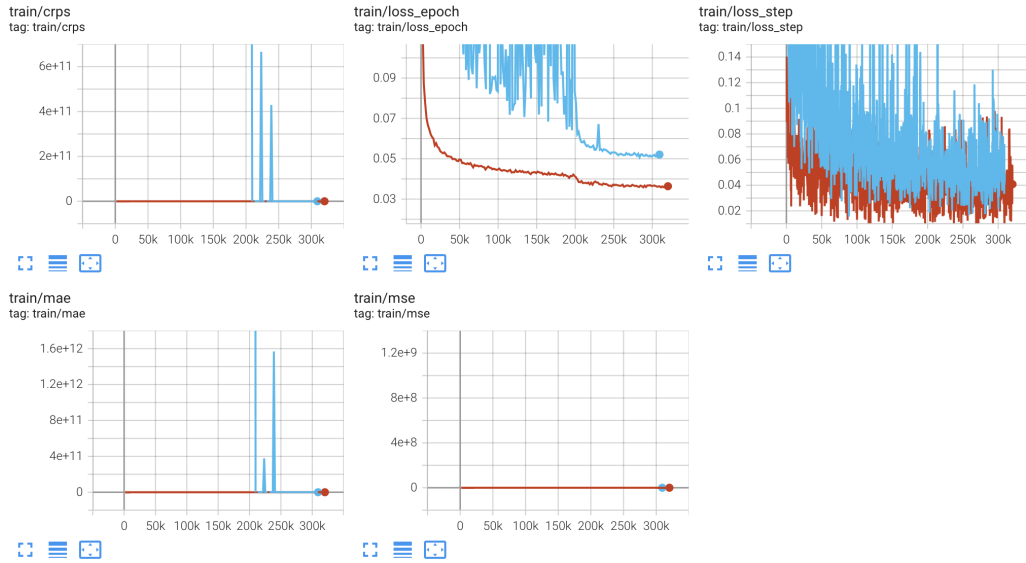 train/crps
tag: train/crps
6e+11
4e+11
2e+11
0
0 50k 100k 150k 200k 250k 300k
train/loss_epoch
tag: train/loss_epoch
0.09
0.07
0.05
0.03
0 50k 100k 150k 200k 250k 300k
train/loss_step
tag: train/loss_step
0.14
0.12
0.1
0.08
0.06
0.04
0.02
0 50k 100k 150k 200k 250k 300k
train/mae
tag: train/mae
1.6e+12
1.2e+12
8e+11
4e+11
0
0 50k 100k 150k 200k 250k 300k
train/mse
tag: train/mse
1.2e+9
8e+8
4e+8
0
0 50k 100k 150k 200k 250k 300k